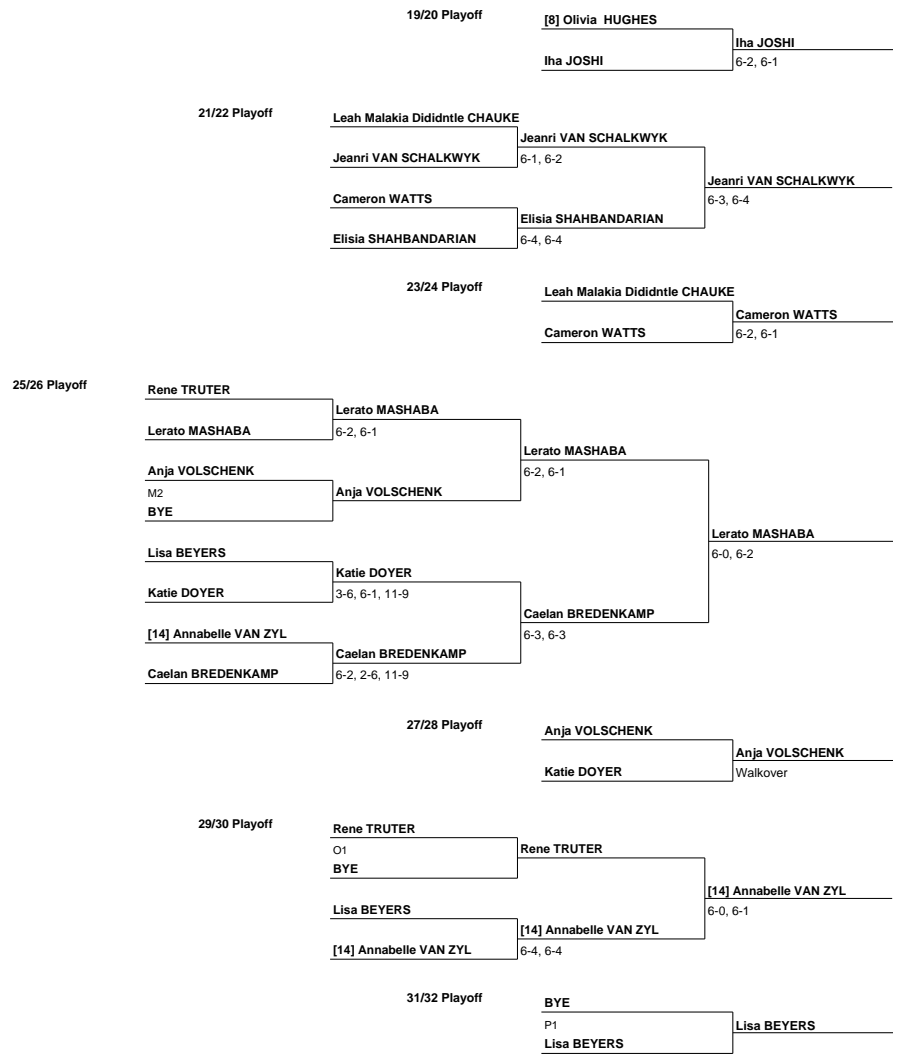 19/20 Playoff
[8] Olivia HUGHES
Iha JOSHI
Iha JOSHI
6-2, 6-1
21/22 Playoff
Leah Malakia Dididntle CHAUKE
Jeanri VAN SCHALKWYK
Jeanri VAN SCHALKWYK
6-1, 6-2
Jeanri VAN SCHALKWYK
Cameron WATTS
6-3, 6-4
Elisia SHAHBANDARIAN
Elisia SHAHBANDARIAN
6-4, 6-4
23/24 Playoff
Leah Malakia Dididntle CHAUKE
Cameron WATTS
Cameron WATTS
6-2, 6-1
25/26 Playoff
Rene TRUTER
Lerato MASHABA
Lerato MASHABA
6-2, 6-1
Lerato MASHABA
Anja VOLSCHENK
6-2, 6-1
M2
Anja VOLSCHENK
BYE
Lerato MASHABA
Lisa BEYERS
6-0, 6-2
Katie DOYER
Katie DOYER
3-6, 6-1, 11-9
Caelan BREDENKAMP
[14] Annabelle VAN ZYL
6-3, 6-3
Caelan BREDENKAMP
Caelan BREDENKAMP
6-2, 2-6, 11-9
27/28 Playoff
Anja VOLSCHENK
Anja VOLSCHENK
Katie DOYER
Walkover
29/30 Playoff
Rene TRUTER
O1
Rene TRUTER
BYE
[14] Annabelle VAN ZYL
Lisa BEYERS
6-0, 6-1
[14] Annabelle VAN ZYL
[14] Annabelle VAN ZYL
6-4, 6-4
31/32 Playoff
BYE
P1
Lisa BEYERS
Lisa BEYERS